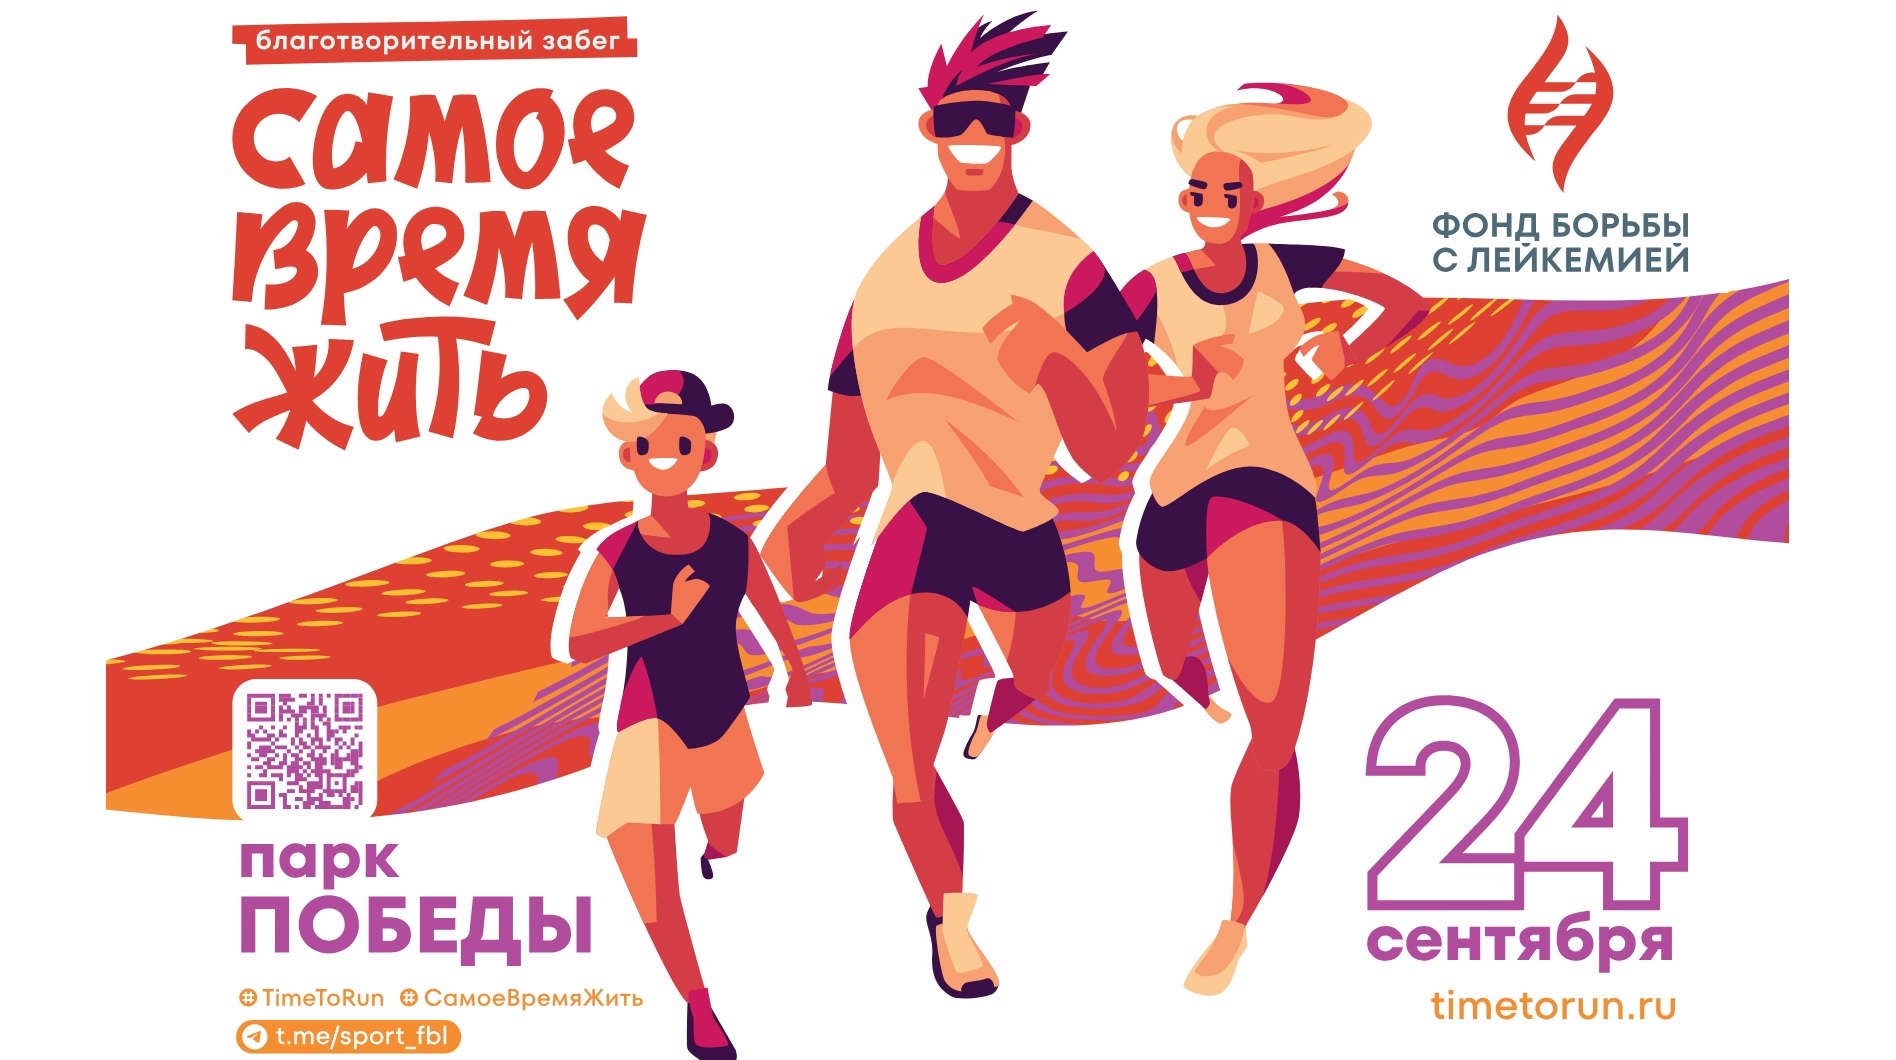 благотворительный забег
самое
время
жить
ФОНД БОРЬБЫ
С ЛЕЙКЕМИЕЙ
парк
ПОБЕДЫ
#TimeToRun #СамоеВремяЖить
t.me/sport_fbl
24
сентября
timetorun.ru